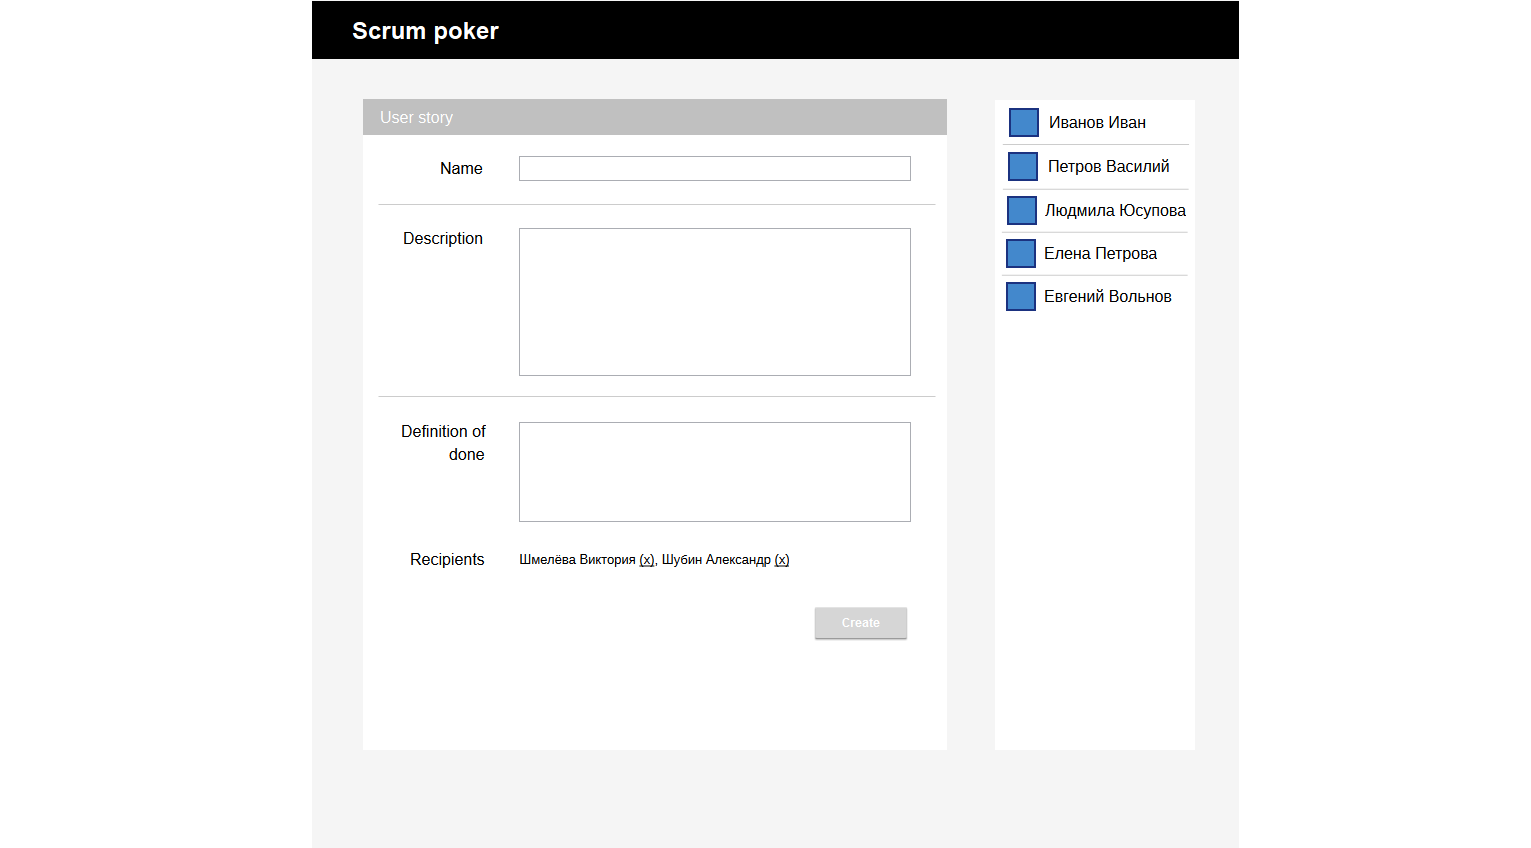 Scrum poker
User story
Name
Description
Definition of
done
Recipients
Шмелёва Виктория (x), Шубин Александр (x)
Create
Иванов Иван
Петров Василий
Людмила Юсупова
Елена Петрова
Евгений Вольнов